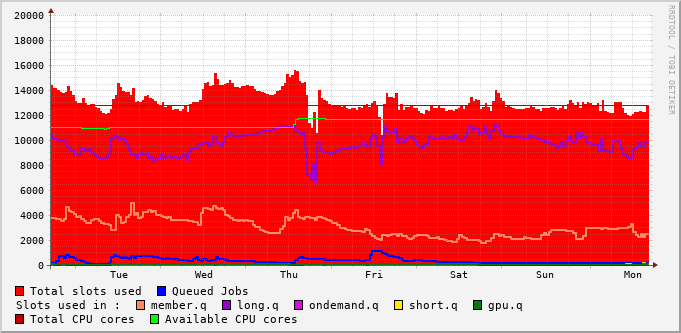 20000
18000
16000
14000
12000
10000
8000
6000
4000
2000
0
Tue Wed Thu Fri Sat Sun Mon
RRDTOOL / TOBI OETIKER
Total slots used Queued Jobs
Slots used in : member.q long.q ondemand.q short.q gpu.q
Total CPU cores Available CPU cores